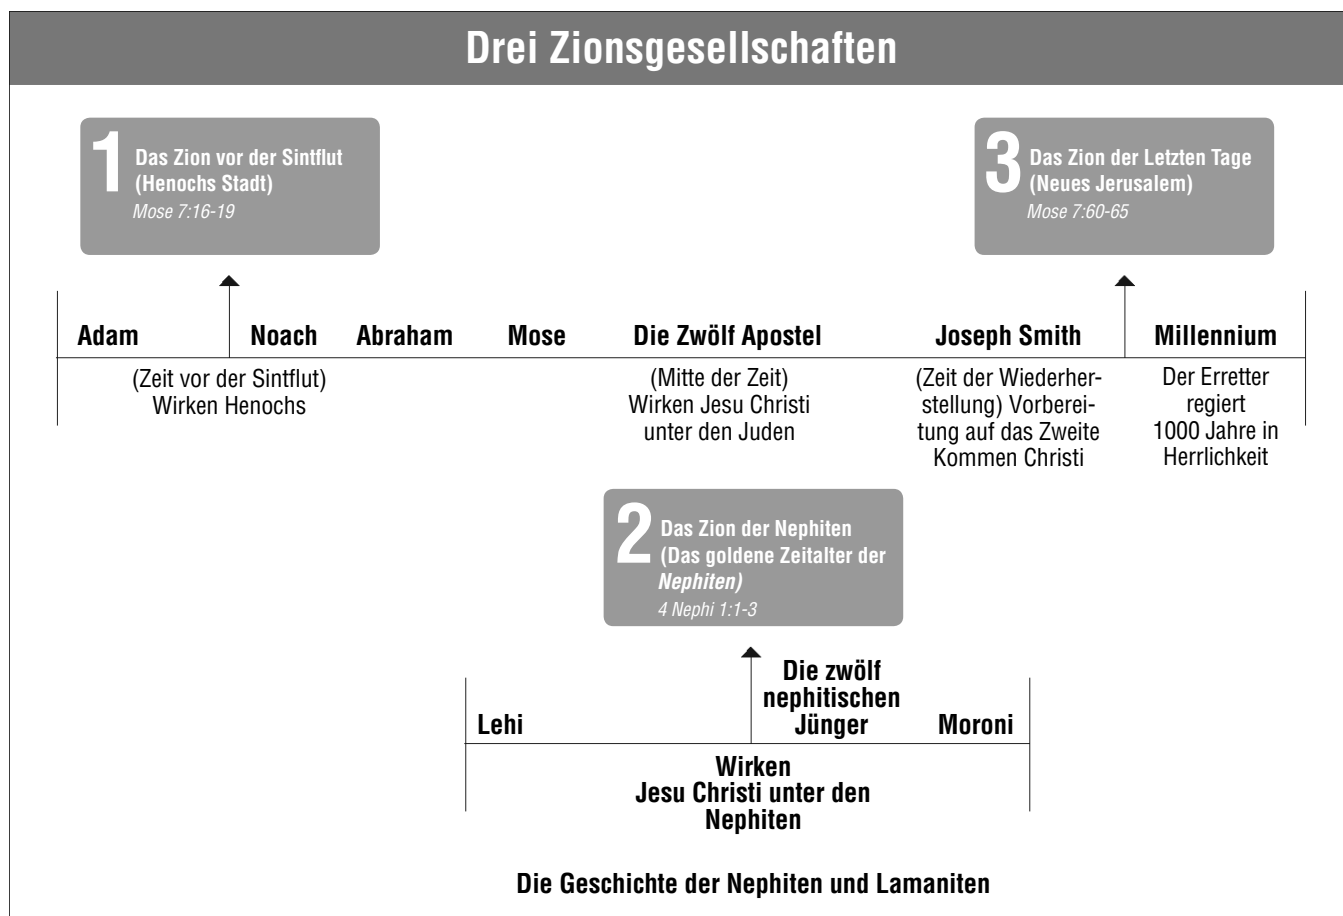 Drei Zionsgesellschaften
1
Das Zion vor der Sintflut
(Henochs Stadt)
Mose 7:16-19
3
Das Zion der Letzten Tage
(Neues Jerusalem)
Mose 7:60-65
Adam
Noach
Abraham
Mose
Die Zwölf Apostel
Joseph Smith
Millennium
(Zeit vor der Sintflut)
Wirken Henochs
(Mitte der Zeit)
Wirken Jesu Christi
unter den Juden
(Zeit der Wiederher-
stellung) Vorberei-
tung auf das Zweite
Kommen Christi
Der Erretter
regiert
1000 Jahre in
Herrlichkeit
2
Das Zion der Nephiten
(Das goldene Zeitalter der
Nephiten)
4 Nephi 1:1-3
Lehi
Die zwölf
nephitischen
Jünger
Moroni
Wirken
Jesu Christi unter den
Nephiten
Die Geschichte der Nephiten und Lamaniten